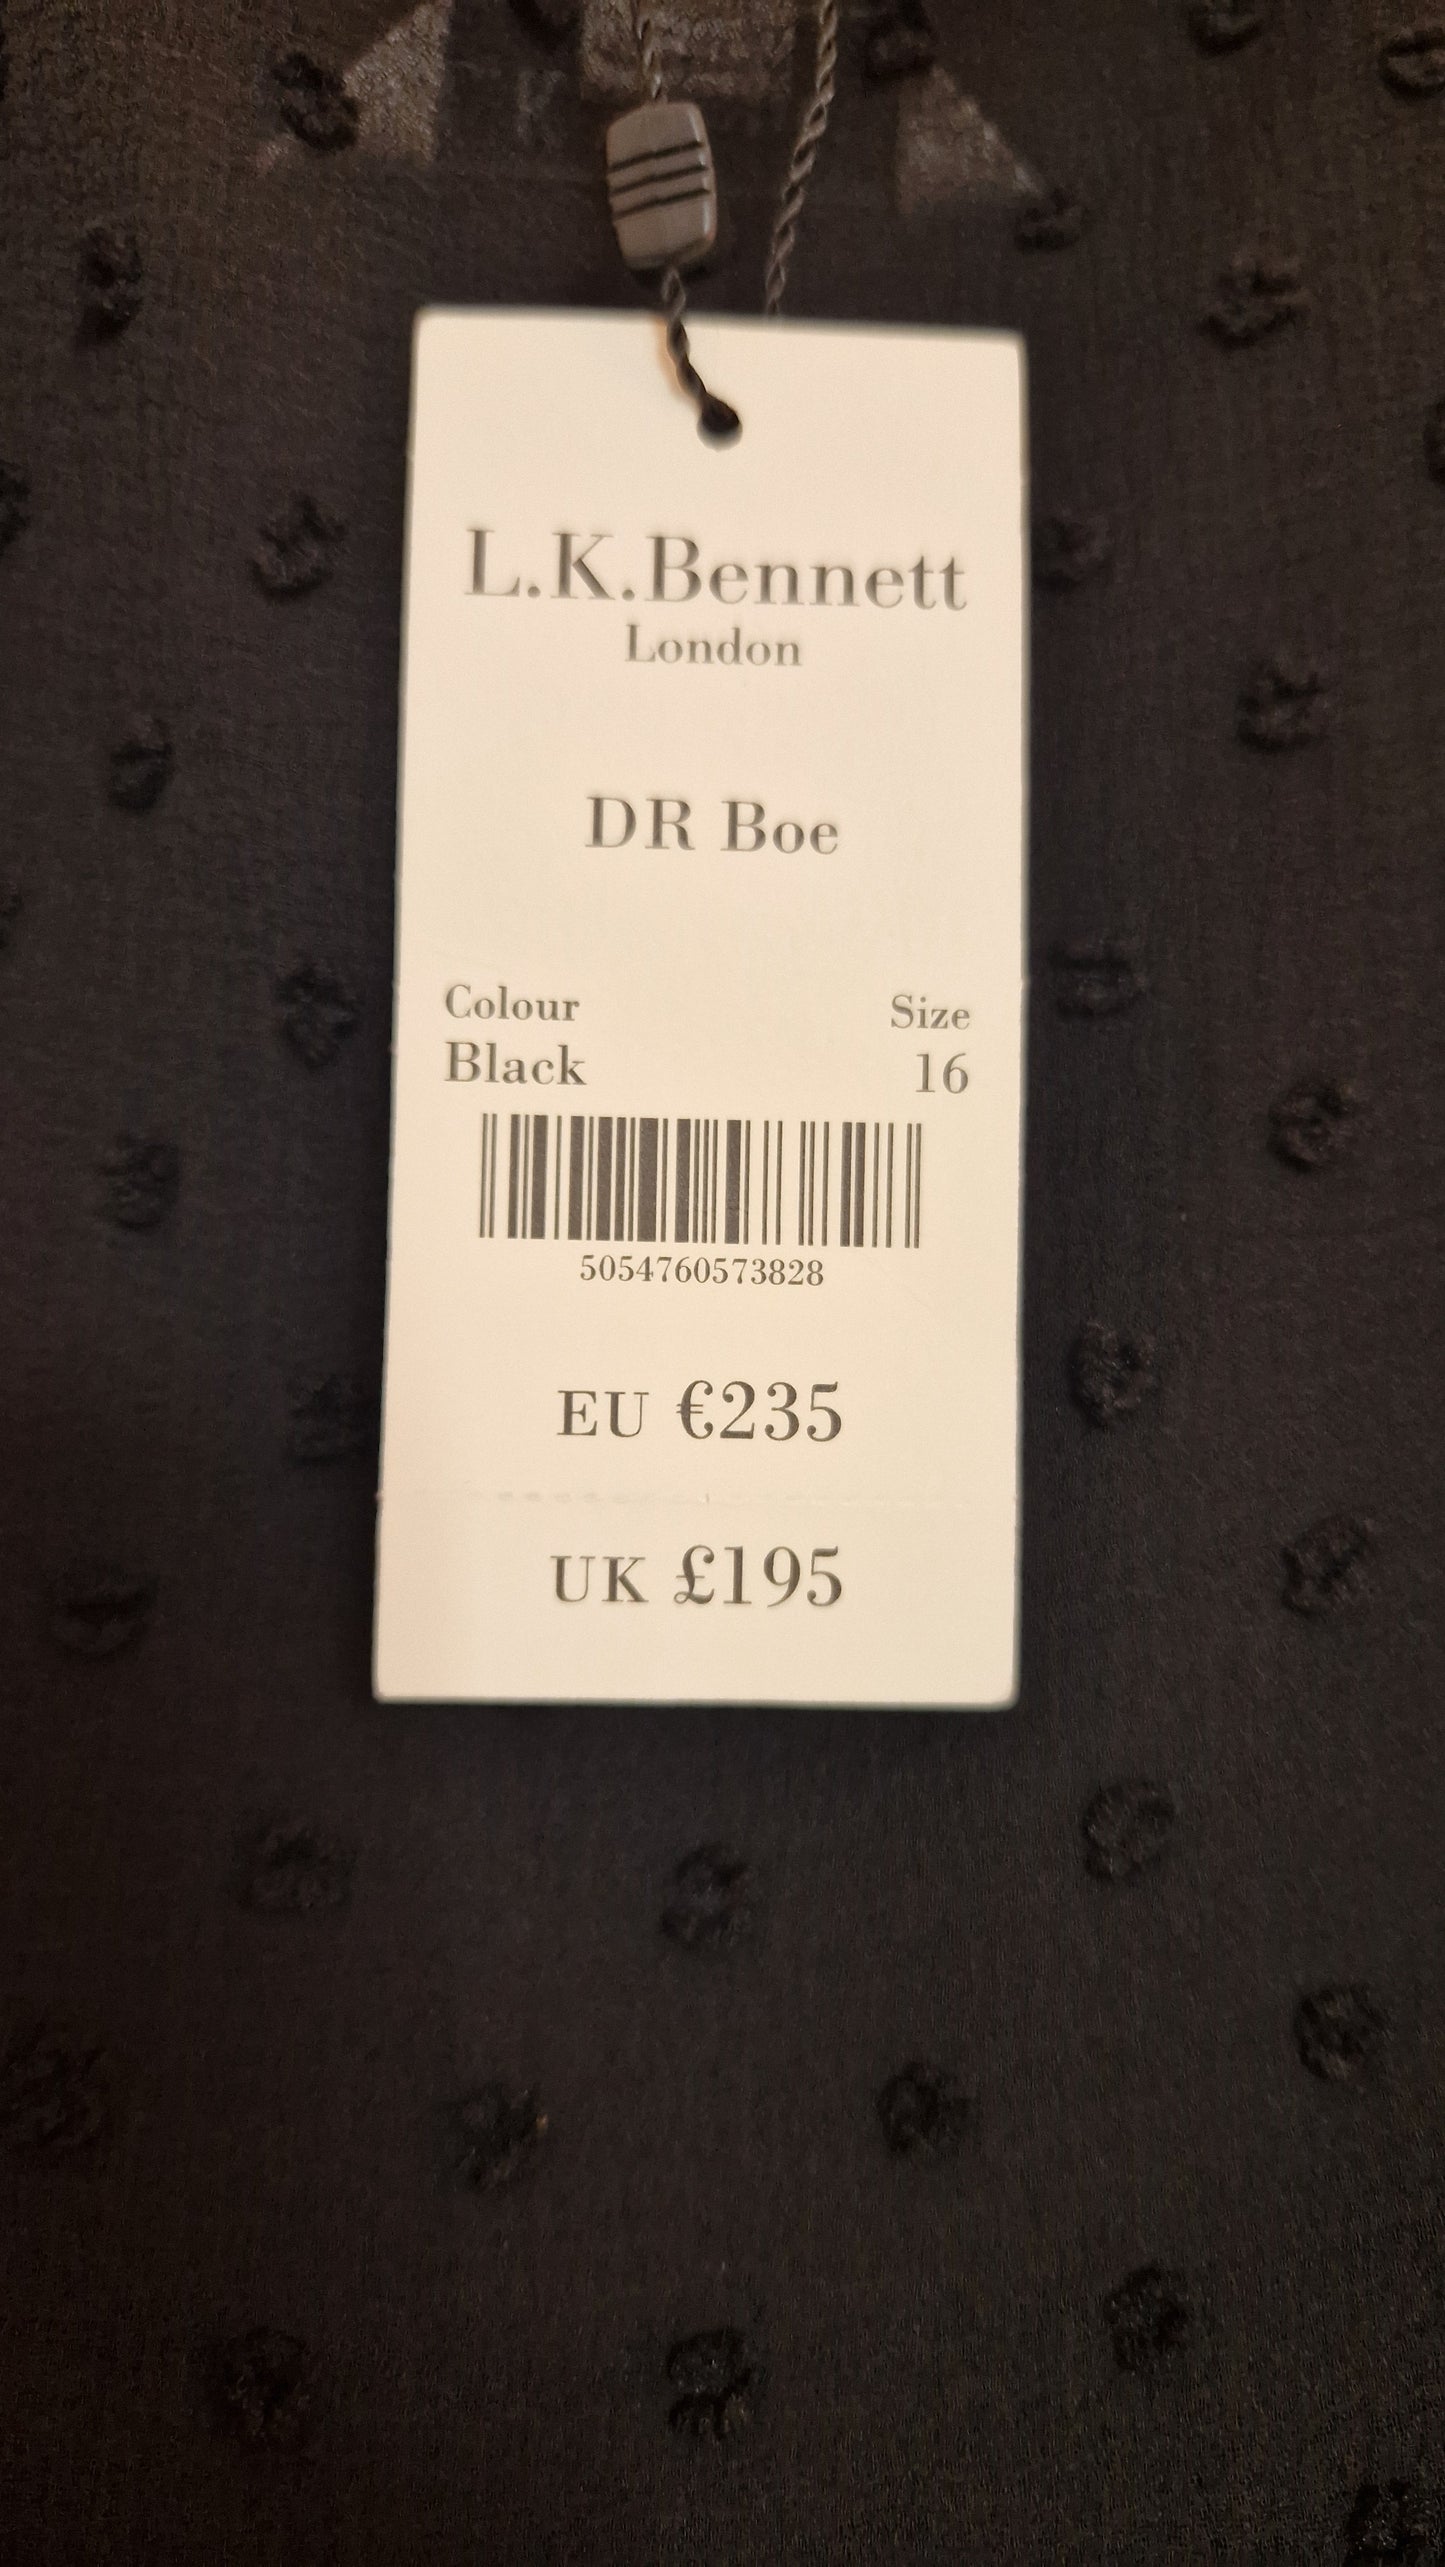 L.K.Bennett
London
DR Boe
Colour Size
Black 16
5054760573828
EU €235
UK £195